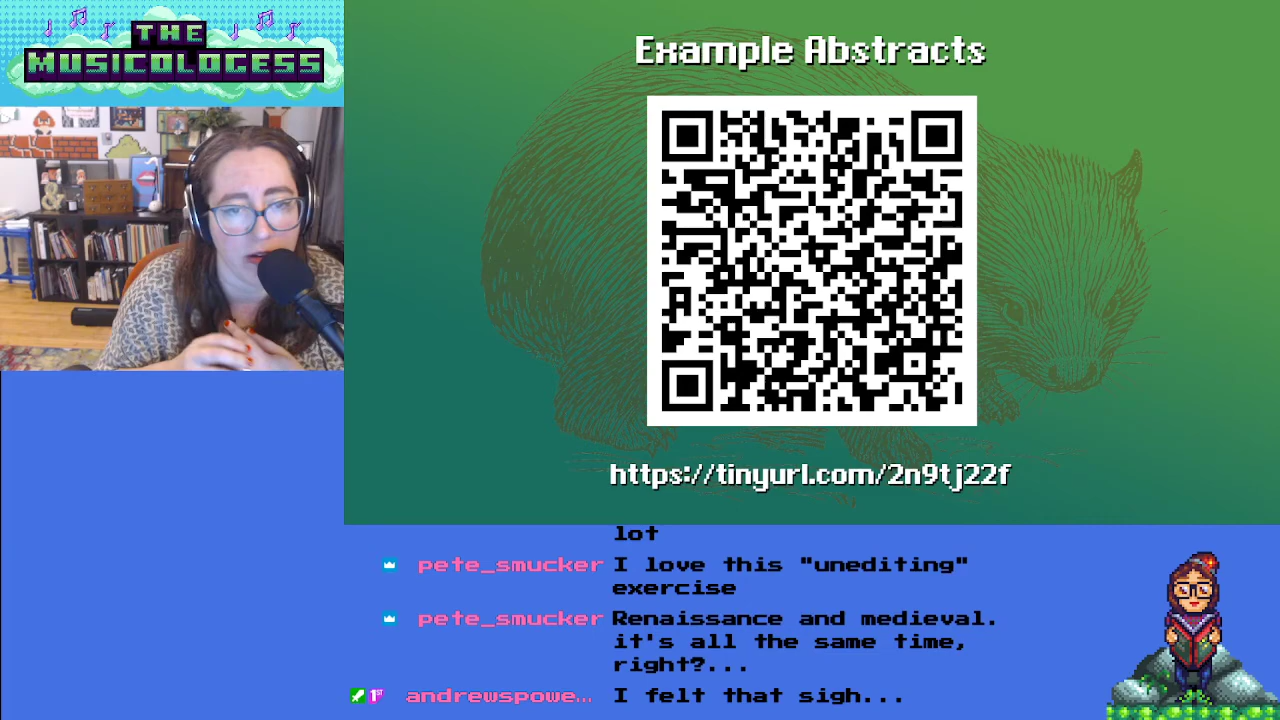 THE
MUSICOLOGESS
Example Abstracts
https://tinyurl.com/2n9tj22f
lot
pete_smucker I love this "unediting"
exercise
pete_smucker Renaissance and medieval.
it's all the same time,
right?...
1st andrewspowe… I felt that sigh...